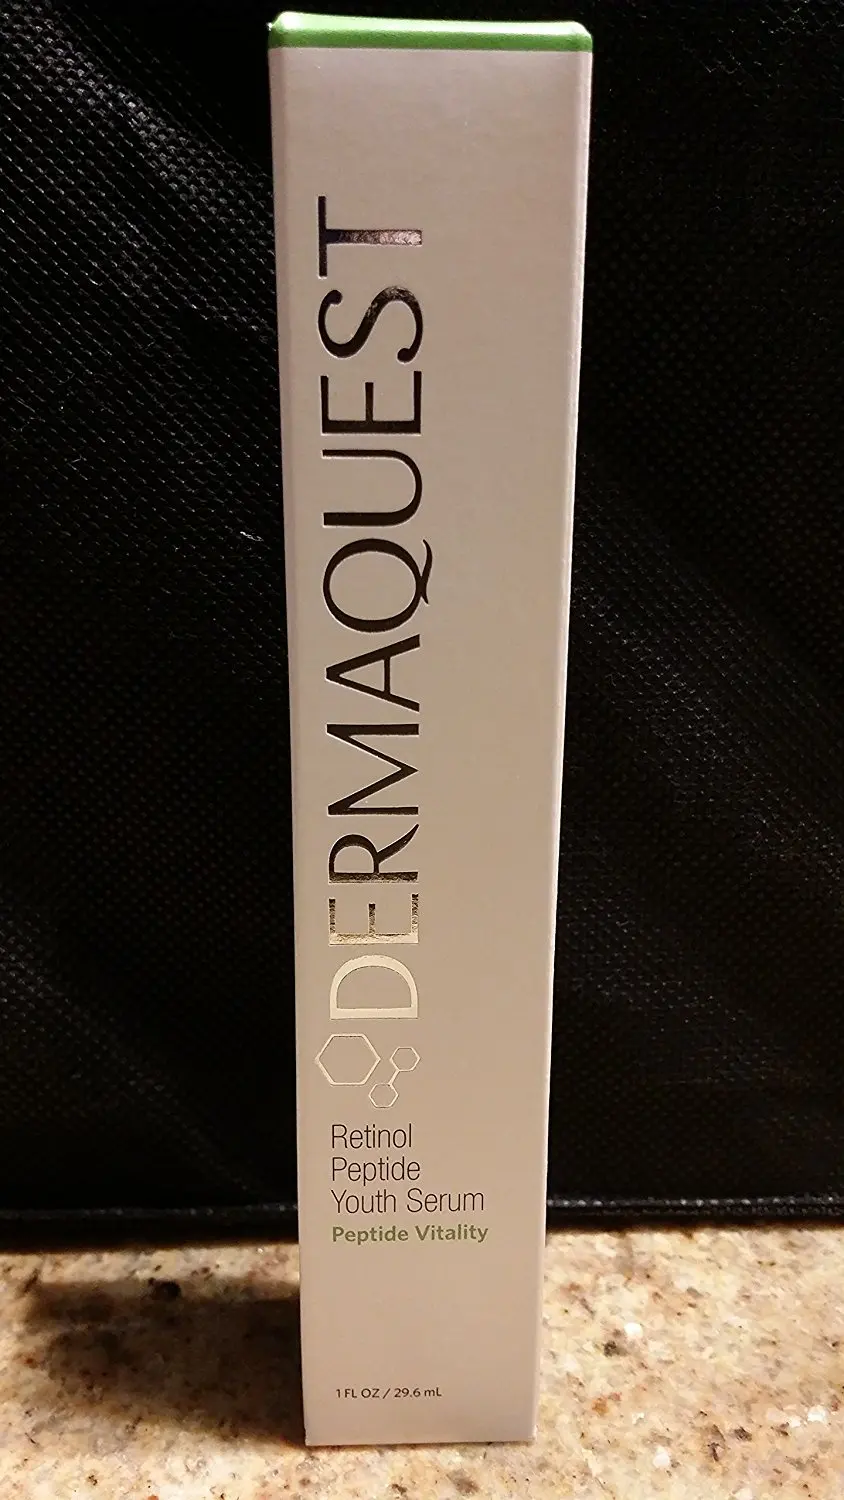 DERMAQUEST
Retinol
Peptide
Youth Serum
Peptide Vitality
1 FL OZ / 29.6 mL